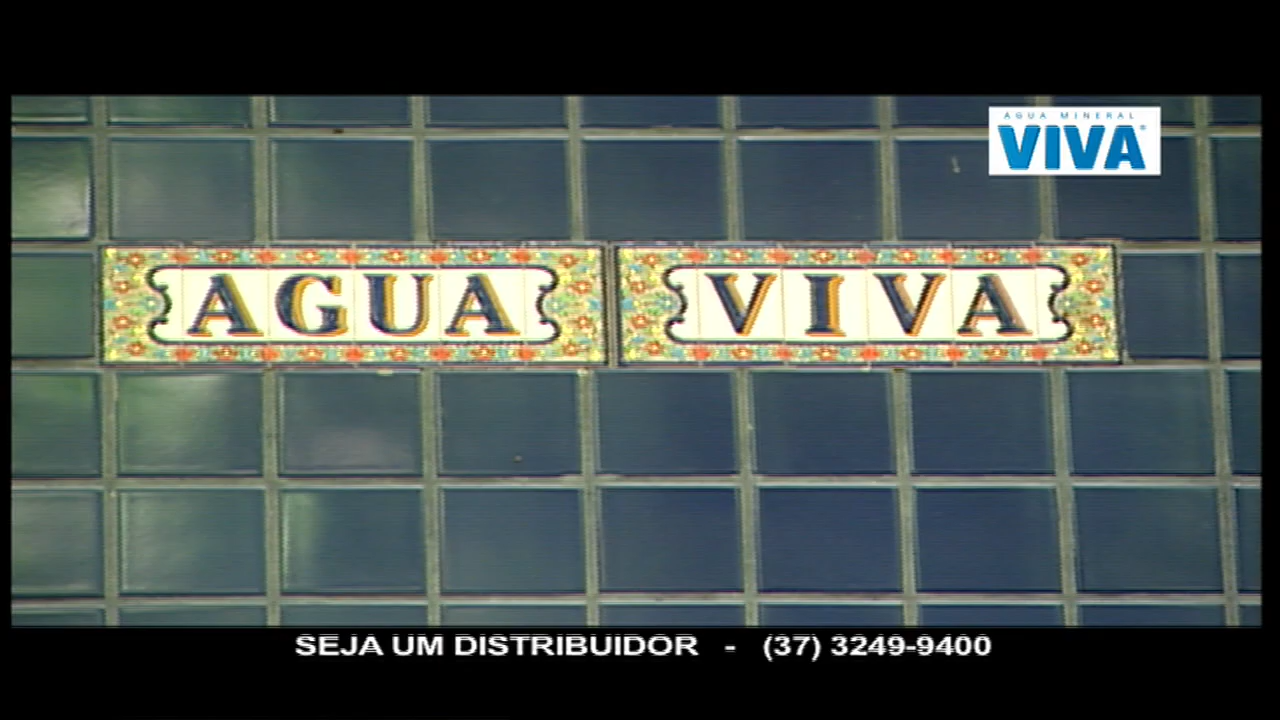 AGUA MINERAL
VIVA®
AGUA VIVA
SEJA UM DISTRIBUIDOR - (37) 3249-9400